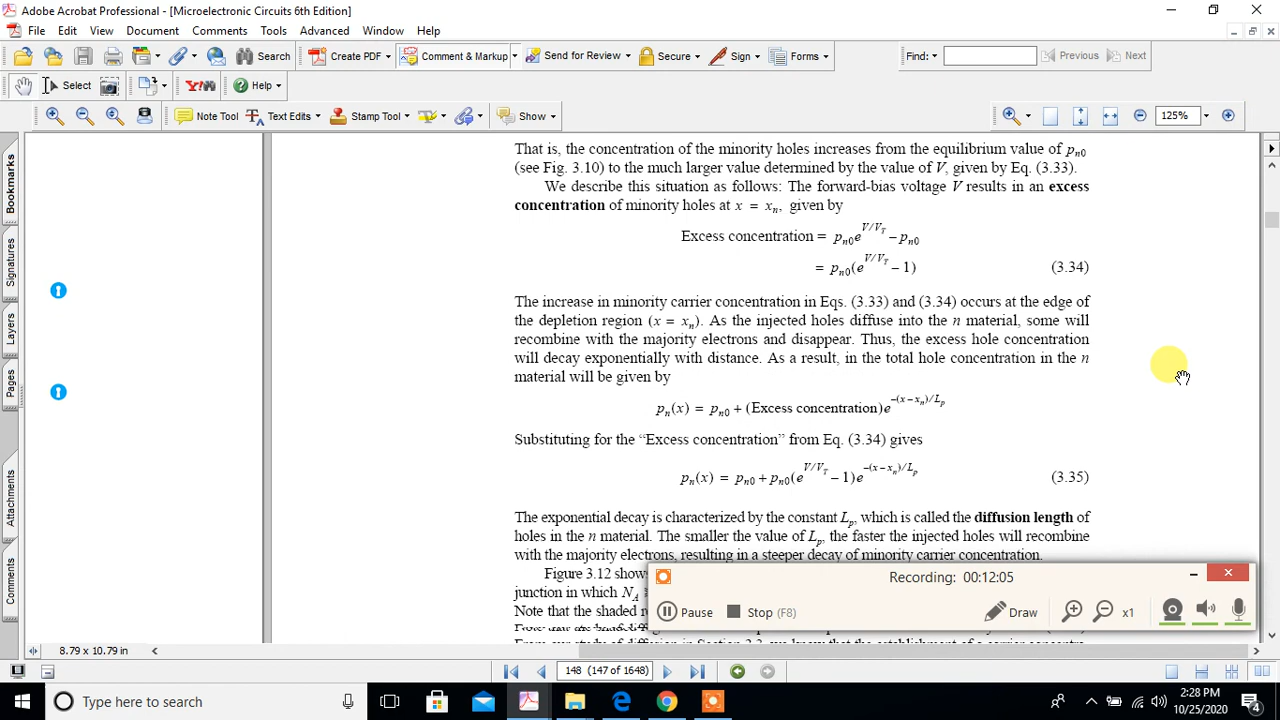 Adobe Acrobat Professional - [Microelectronic Circuits 6th Edition]
File Edit View Document Comments Tools Advanced Window Help
Search Create PDF Comment & Markup Send for Review Secure Sign Forms Find: Previous Next
Select Y! Help
Note Tool Text Edits Stamp Tool Show 125%
Bookmarks
Signatures
Layers
Pages
Attachments
Comments
That is, the concentration of the minority holes increases from the equilibrium value of pn0
(see Fig. 3.10) to the much larger value determined by the value of V, given by Eq. (3.33).
We describe this situation as follows: The forward-bias voltage V results in an excess
concentration of minority holes at x = xn, given by
Excess concentration = pn0e^V/VT – pn0
= pn0(e^V/VT – 1) (3.34)
The increase in minority carrier concentration in Eqs. (3.33) and (3.34) occurs at the edge of
the depletion region (x = xn). As the injected holes diffuse into the n material, some will
recombine with the majority electrons and disappear. Thus, the excess hole concentration
will decay exponentially with distance. As a result, in the total hole concentration in the n
material will be given by
pn(x) = pn0 + (Excess concentration)e^–(x – xn)/Lp
Substituting for the “Excess concentration” from Eq. (3.34) gives
pn(x) = pn0 + pn0(e^V/VT – 1)e^–(x – xn)/Lp (3.35)
The exponential decay is characterized by the constant Lp, which is called the diffusion length of
holes in the n material. The smaller the value of Lp, the faster the injected holes will recombine
with the majority electrons, resulting in a steeper decay of minority carrier concentration.
Figure 3.12 shows
junction in which NA
Note that the shaded
Recording: 00:12:05
Pause Stop (F8) Draw x1
8.79 x 10.79 in 148 (147 of 1648)
Type here to search
2:28 PM
10/25/2020
4